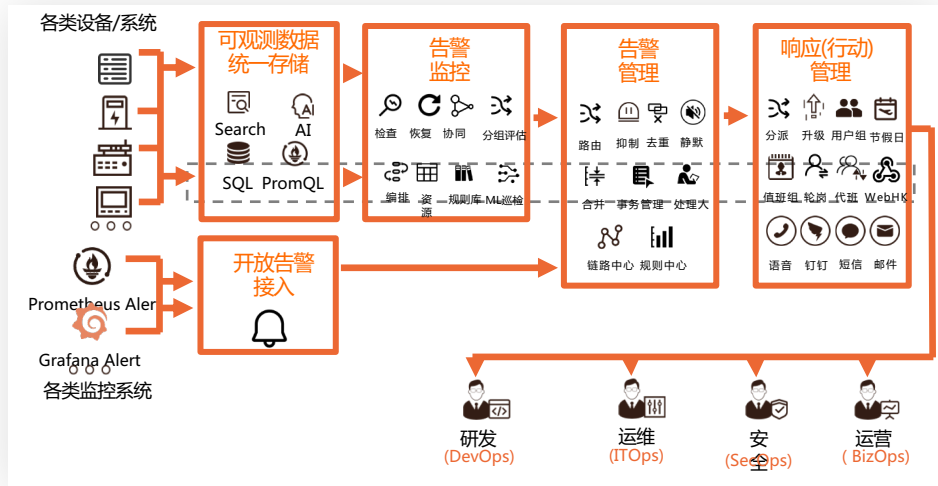 各类设备/系统
可观测数据
统一存储
Search
AI
SQL
PromQL
告警
监控
检查
恢复
协同
分组评估
编排
资
源
规则库
ML巡检
告警
管理
路由
抑制
去重
静默
合并
事务管理
处理大
链路中心
规则中心
响应(行动)
管理
分派
升级
用户组
节假日
值班组
轮岗
代班
WebHK
语音
钉钉
短信
邮件
Prometheus Aler
Grafana Alert
各类监控系统
开放告警
接入
研发
(DevOps)
运维
(ITOps)
安
全
(SecOps)
运营
( BizOps)